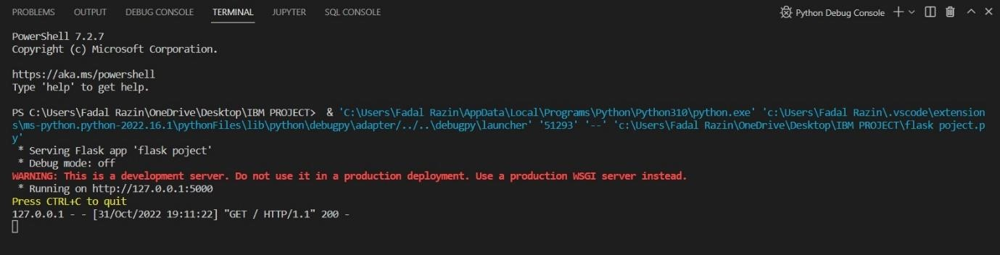 PROBLEMS OUTPUT DEBUG CONSOLE TERMINAL JUPYTER SQL CONSOLE Python Debug Console
PowerShell 7.2.7
Copyright (c) Microsoft Corporation.
https://aka.ms/powershell
Type 'help' to get help.
PS C:\Users\Fadal Razin\OneDrive\Desktop\IBM PROJECT>  & 'C:\Users\Fadal Razin\AppData\Local\Programs\Python\Python310\python.exe' 'c:\Users\Fadal Razin\.vscode\extension
s\ms-python.python-2022.16.1\pythonFiles\lib\python\debugpy\adapter/../..\debugpy\launcher' '51293' '--' 'c:\Users\Fadal Razin\OneDrive\Desktop\IBM PROJECT\flask poject.p
y'
 * Serving Flask app 'flask poject'
 * Debug mode: off
WARNING: This is a development server. Do not use it in a production deployment. Use a production WSGI server instead.
 * Running on http://127.0.0.1:5000
Press CTRL+C to quit
127.0.0.1 - - [31/Oct/2022 19:11:22] "GET / HTTP/1.1" 200 -